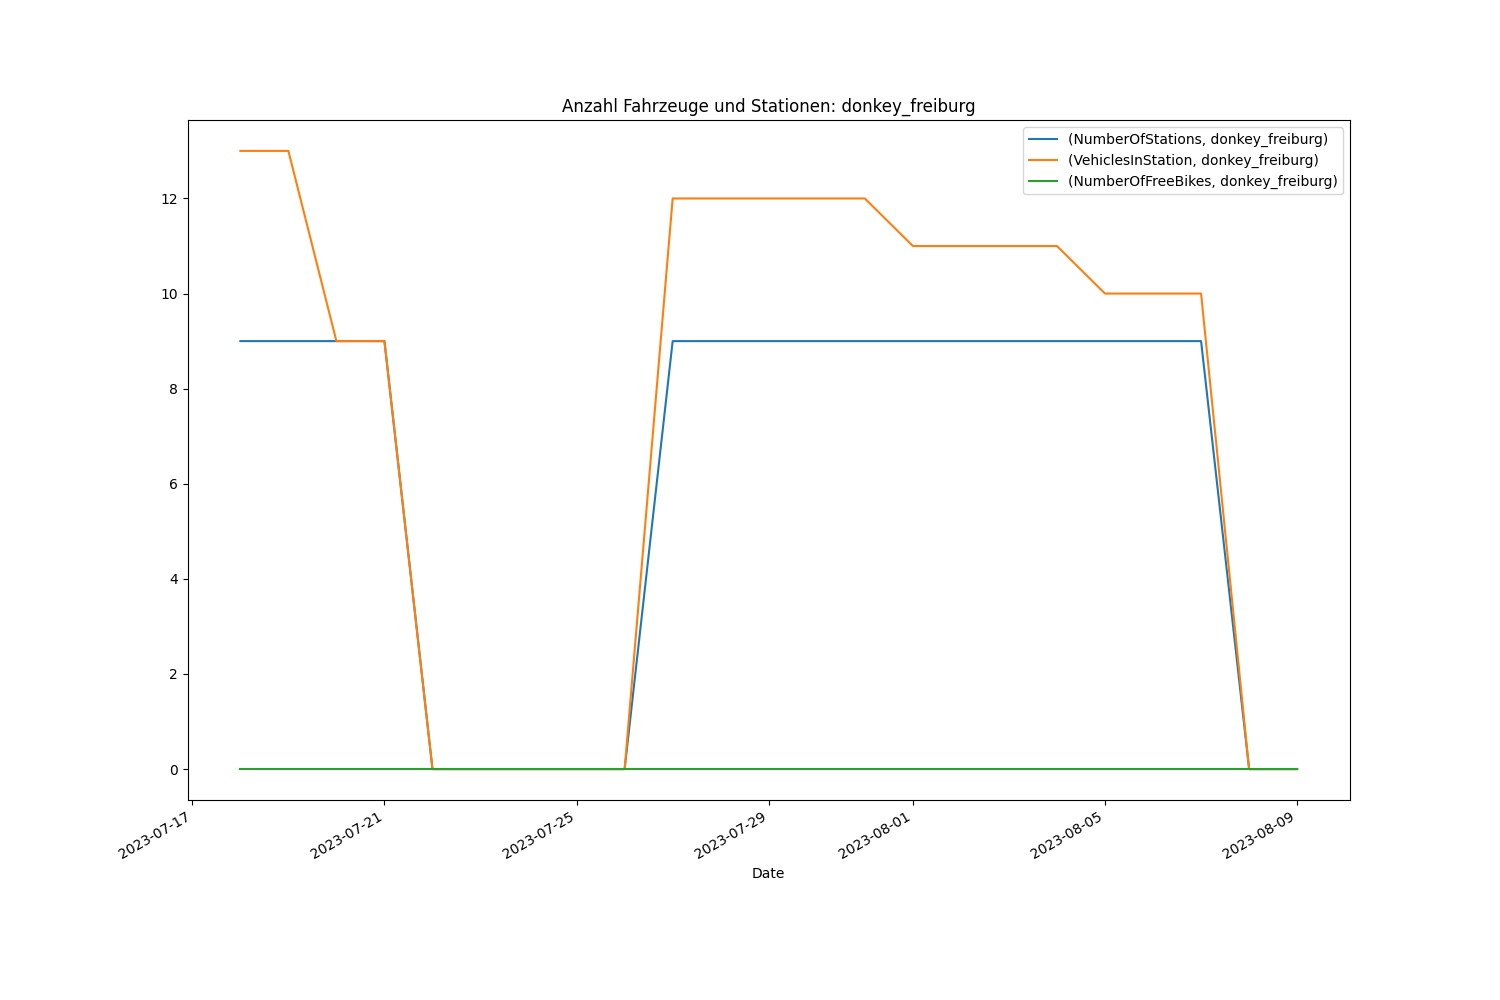 Anzahl Fahrzeuge und Stationen: donkey_freiburg
(NumberOfStations, donkey_freiburg)
(VehiclesInStation, donkey_freiburg)
(NumberOfFreeBikes, donkey_freiburg)
12
10
8
6
4
2
0
2023-07-17
2023-07-21
2023-07-25
2023-07-29
2023-08-01
2023-08-05
2023-08-09
Date